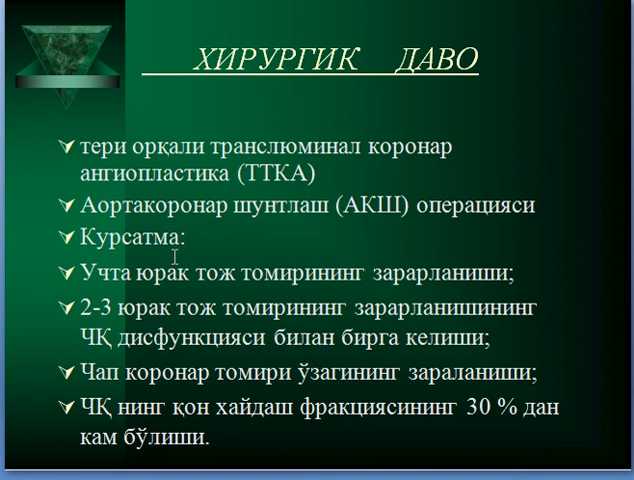 ХИРУРГИК ДАВО
тери орқали транслюминал коронар
ангиопластика (ТТКА)
Аортакоронар шунтлаш (АКШ) операцияси
Курсатма:
Учта юрак тож томирининг зарарланиши;
2-3 юрак тож томирининг зарарланишининг
ЧҚ дисфункцияси билан бирга келиши;
Чап коронар томири ўзагининг зараланиши;
ЧҚ нинг қон хайдаш фракциясининг 30 % дан
кам бўлиши.